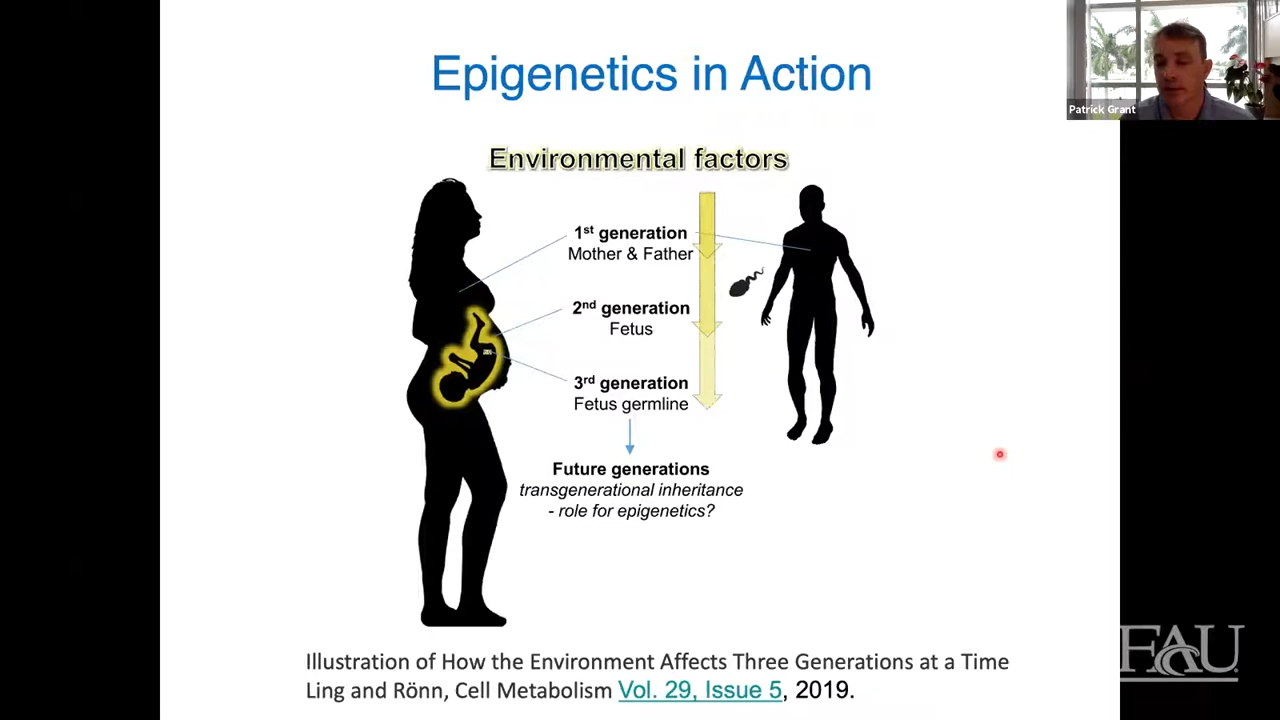 Epigenetics in Action
Patrick Grant
Environmental factors
1st generation
Mother & Father
2nd generation
Fetus
3rd generation
Fetus germline
Future generations
transgenerational inheritance
- role for epigenetics?
Illustration of How the Environment Affects Three Generations at a Time
Ling and Rönn, Cell Metabolism Vol. 29, Issue 5, 2019.
FAU